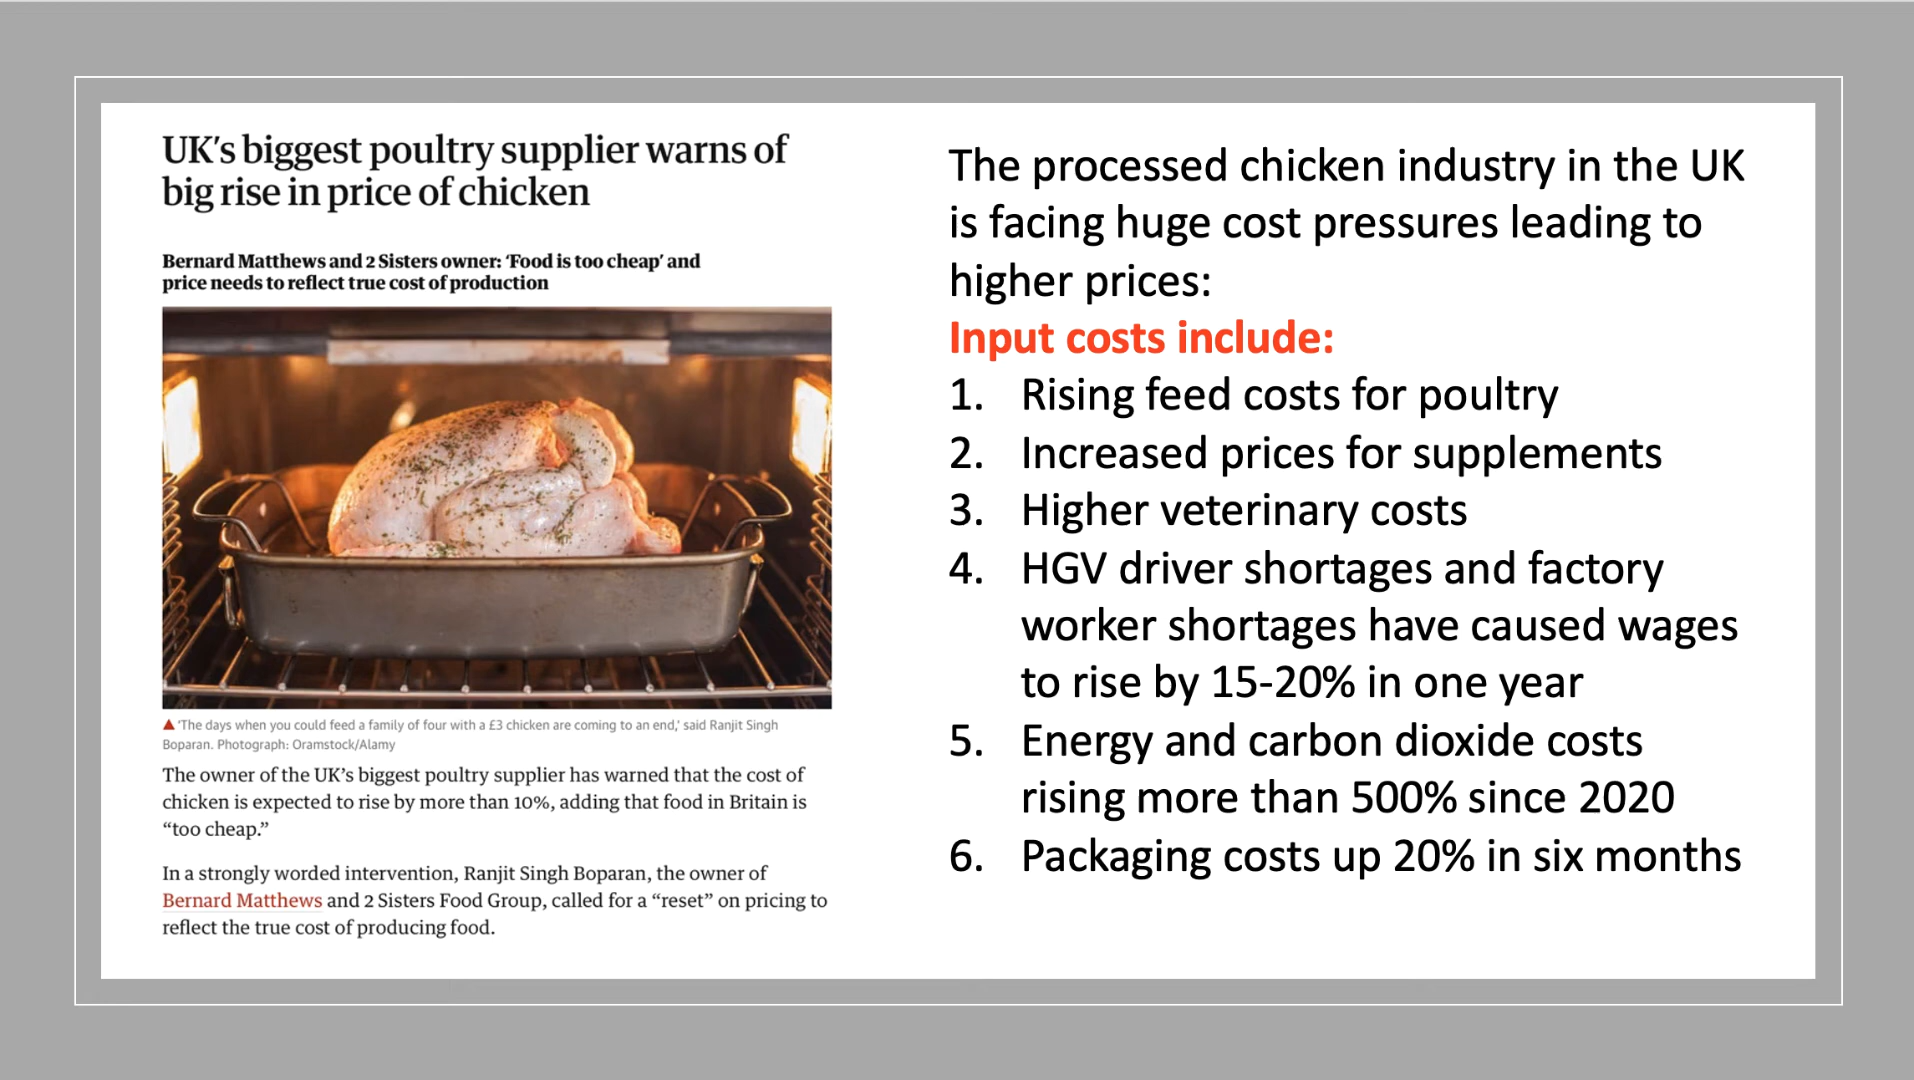 UK's biggest poultry supplier warns of
big rise in price of chicken
Bernard Matthews and 2 Sisters owner: 'Food is too cheap' and
price needs to reflect true cost of production
▲ 'The days when you could feed a family of four with a £3 chicken are coming to an end,' said Ranjit Singh
Boparan. Photograph: Oramstock/Alamy
The owner of the UK's biggest poultry supplier has warned that the cost of
chicken is expected to rise by more than 10%, adding that food in Britain is
“too cheap.”
In a strongly worded intervention, Ranjit Singh Boparan, the owner of
Bernard Matthews and 2 Sisters Food Group, called for a “reset” on pricing to
reflect the true cost of producing food.
The processed chicken industry in the UK
is facing huge cost pressures leading to
higher prices:
Input costs include:
1. Rising feed costs for poultry
2. Increased prices for supplements
3. Higher veterinary costs
4. HGV driver shortages and factory
worker shortages have caused wages
to rise by 15-20% in one year
5. Energy and carbon dioxide costs
rising more than 500% since 2020
6. Packaging costs up 20% in six months